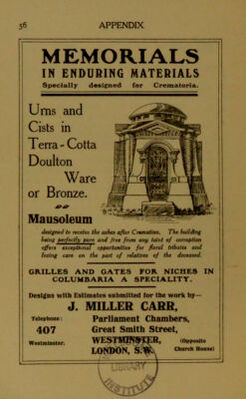 56 APPENDIX
MEMORIALS
IN ENDURING MATERIALS
Specially designed for Crematoria.
Urns and
Cists in
Terra-Cotta
Doulton
Ware
or Bronze.
Mausoleum
designed to receive the ashes after Cremation. The building
being perfectly pure and free from any taint of corruption
offers exceptional opportunities for floral tributes and
loving care on the part of relatives of the deceased.
GRILLES AND GATES FOR NICHES IN
COLUMBARIA A SPECIALITY.
Designs with Estimates submitted for the work by—
J. MILLER CARR,
Telephone: Parliament Chambers,
407 Great Smith Street,
Westminster: WESTMINSTER, (Opposite
LONDON, S.W. Church House)
LIBRARY
INSTITUTE